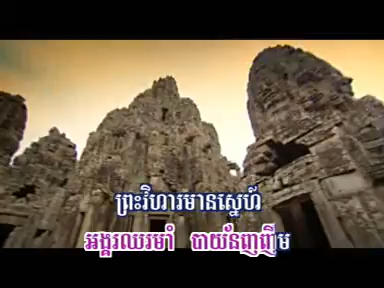 ព្រះវិហារមានស្នេហ៍
អង្គរឈរមាំ បាយ័នញញឹម